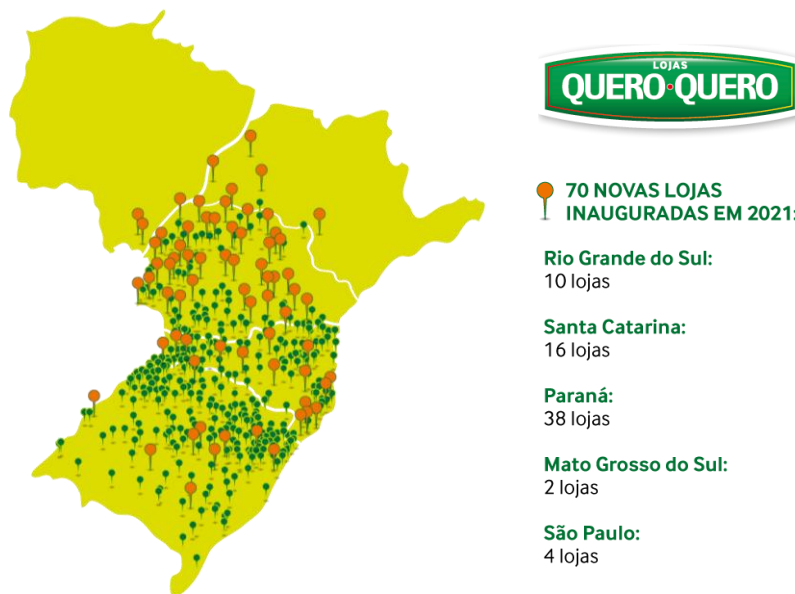 LOJAS
QUERO•QUERO
70 NOVAS LOJAS
INAUGURADAS EM 2021:
Rio Grande do Sul:
10 lojas
Santa Catarina:
16 lojas
Paraná:
38 lojas
Mato Grosso do Sul:
2 lojas
São Paulo:
4 lojas